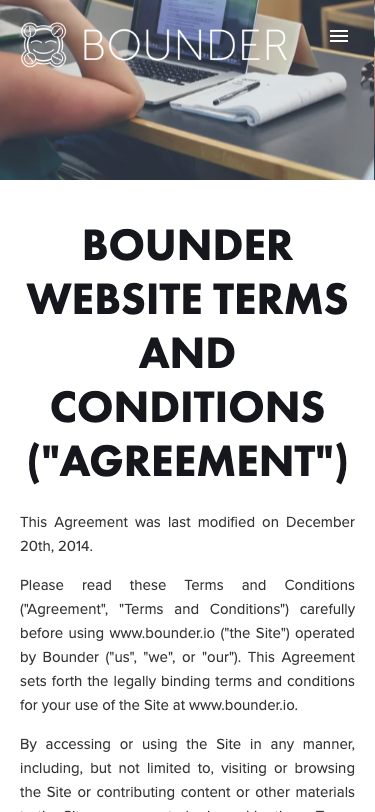 BOUNDER
BOUNDER
WEBSITE TERMS
AND
CONDITIONS
("AGREEMENT")
This Agreement was last modified on December
20th, 2014.
Please read these Terms and Conditions
("Agreement", "Terms and Conditions") carefully
before using www.bounder.io ("the Site") operated
by Bounder ("us", "we", or "our"). This Agreement
sets forth the legally binding terms and conditions
for your use of the Site at www.bounder.io.
By accessing or using the Site in any manner,
including, but not limited to, visiting or browsing
the Site or contributing content or other materials